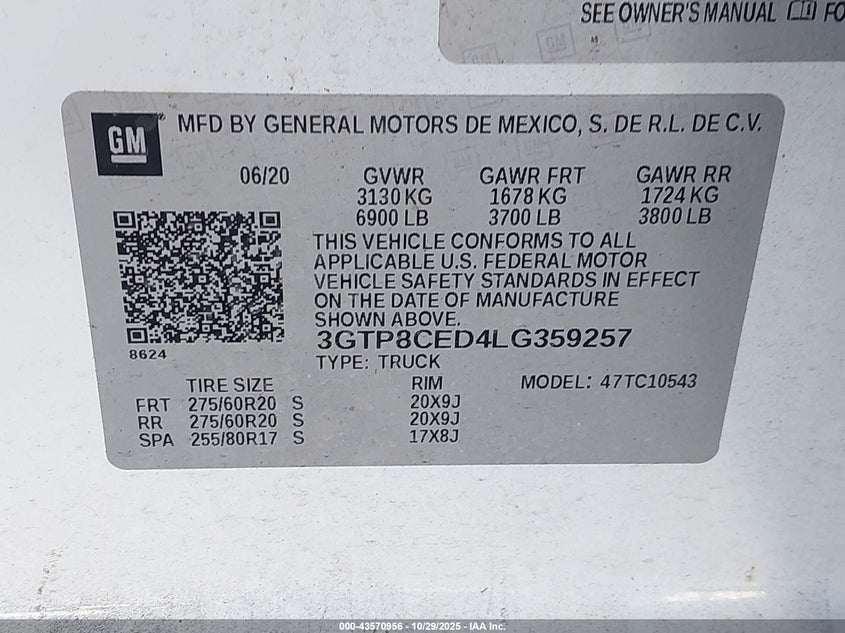 SEE OWNER'S MANUAL FO
GM
MFD BY GENERAL MOTORS DE MEXICO, S. DE R.L. DE C.V.
06/20 GVWR GAWR FRT GAWR RR
3130 KG 1678 KG 1724 KG
6900 LB 3700 LB 3800 LB
THIS VEHICLE CONFORMS TO ALL
APPLICABLE U.S. FEDERAL MOTOR
VEHICLE SAFETY STANDARDS IN EFFECT
ON THE DATE OF MANUFACTURE
SHOWN ABOVE.
8624
3GTP8CED4LG359257
TYPE: TRUCK
TIRE SIZE RIM MODEL: 47TC10543
FRT 275/60R20 S 20X9J
RR 275/60R20 S 20X9J
SPA 255/80R17 S 17X8J
000-43570956 | 10/29/2025 - IAA Inc.